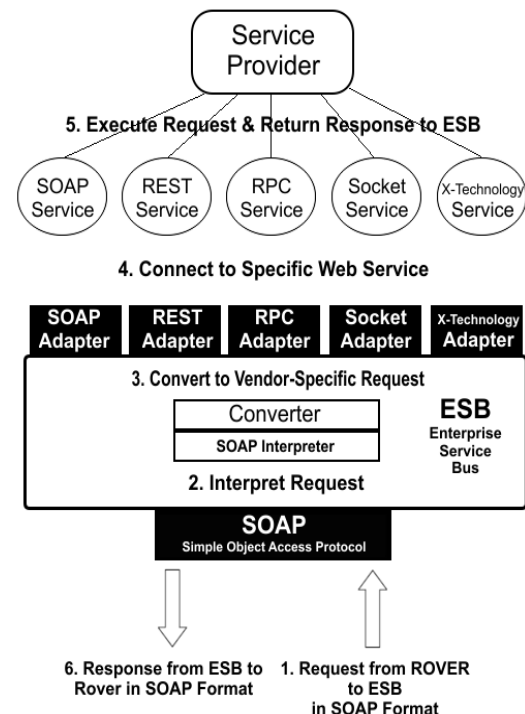 Service
Provider
5. Execute Request & Return Response to ESB
SOAP
Service
REST
Service
RPC
Service
Socket
Service
X-Technology
Service
4. Connect to Specific Web Service
SOAP
Adapter
REST
Adapter
RPC
Adapter
Socket
Adapter
X-Technology
Adapter
3. Convert to Vendor-Specific Request
Converter
SOAP Interpreter
ESB
Enterprise
Service
Bus
2. Interpret Request
SOAP
Simple Object Access Protocol
6. Response from ESB to
Rover in SOAP Format
1. Request from ROVER
to ESB
in SOAP Format